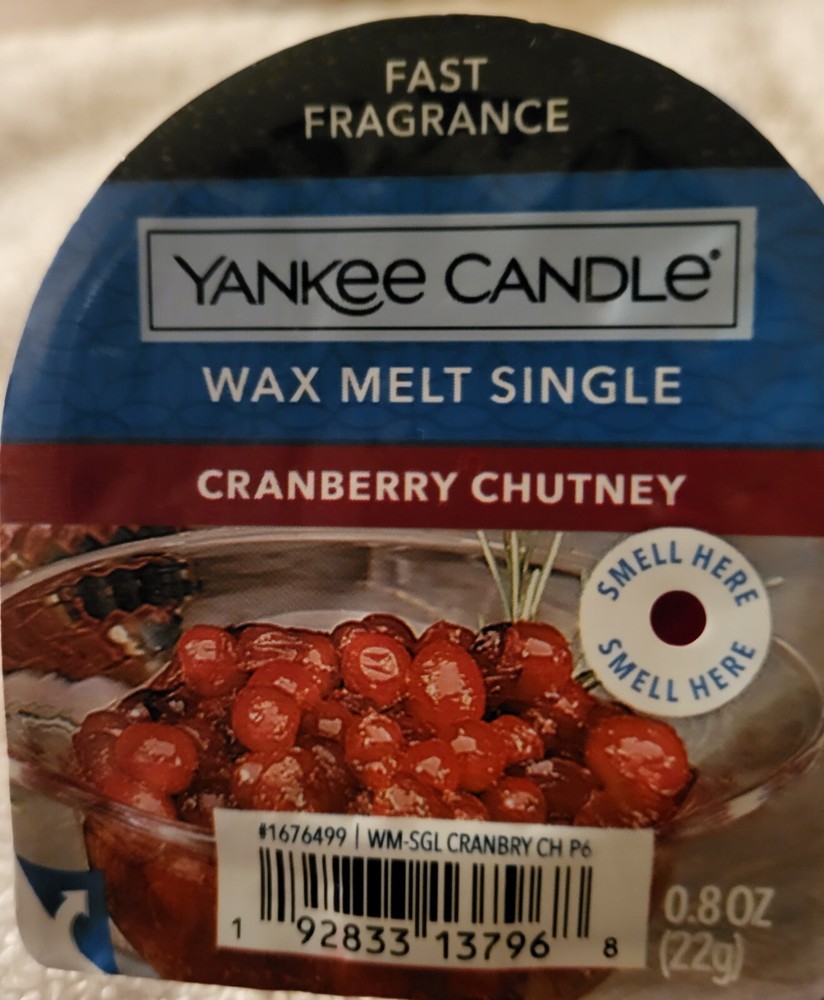 FAST
FRAGRANCE
YANKEE CANDLE®
WAX MELT SINGLE
CRANBERRY CHUTNEY
SMELL HERE
SMELL HERE
#1676499 | WM-SGL CRANBRY CH P6
1 92833 13796 8
0.8 OZ
(22g)